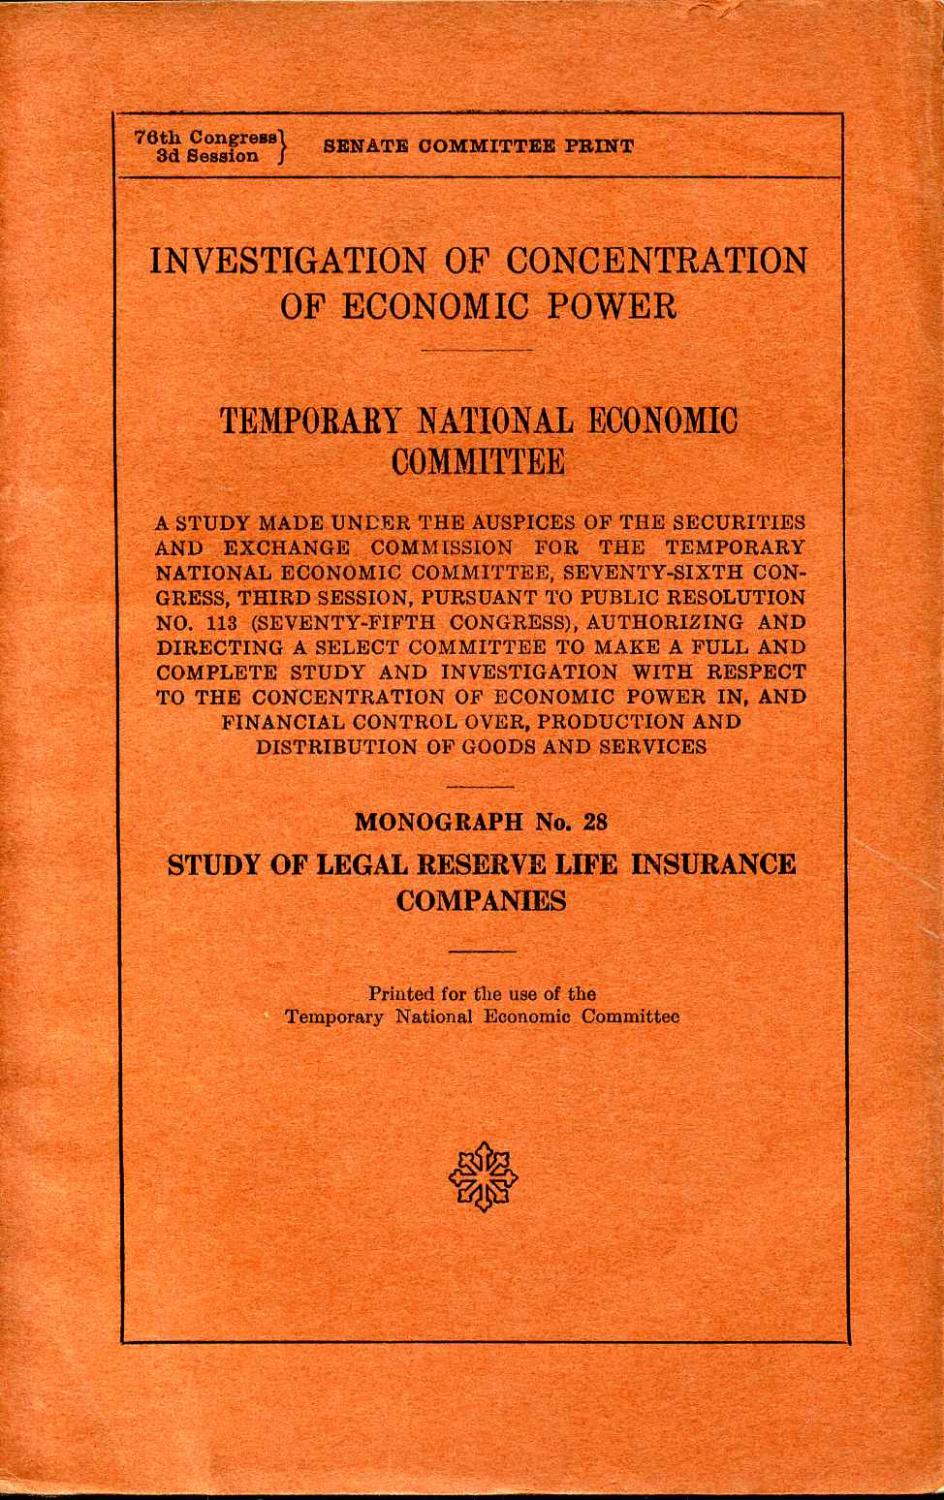 76th Congress
3d Session
SENATE COMMITTEE PRINT
INVESTIGATION OF CONCENTRATION
OF ECONOMIC POWER
TEMPORARY NATIONAL ECONOMIC
COMMITTEE
A STUDY MADE UNDER THE AUSPICES OF THE SECURITIES
AND EXCHANGE COMMISSION FOR THE TEMPORARY
NATIONAL ECONOMIC COMMITTEE, SEVENTY-SIXTH CON-
GRESS, THIRD SESSION, PURSUANT TO PUBLIC RESOLUTION
NO. 113 (SEVENTY-FIFTH CONGRESS), AUTHORIZING AND
DIRECTING A SELECT COMMITTEE TO MAKE A FULL AND
COMPLETE STUDY AND INVESTIGATION WITH RESPECT
TO THE CONCENTRATION OF ECONOMIC POWER IN, AND
FINANCIAL CONTROL OVER, PRODUCTION AND
DISTRIBUTION OF GOODS AND SERVICES
MONOGRAPH No. 28
STUDY OF LEGAL RESERVE LIFE INSURANCE
COMPANIES
Printed for the use of the
Temporary National Economic Committee